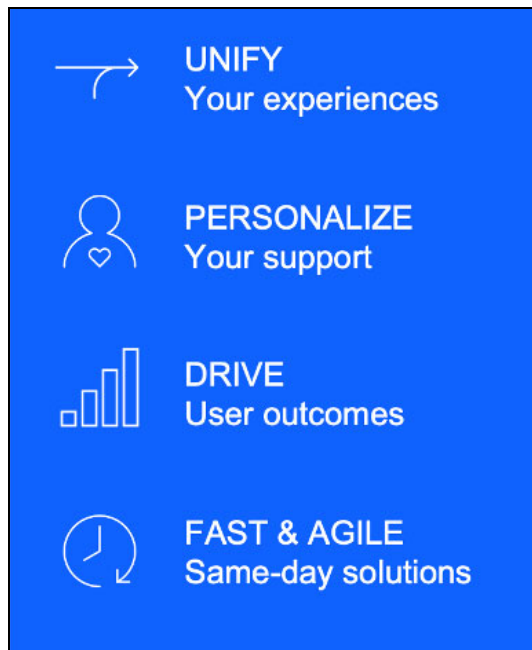 UNIFY
Your experiences
PERSONALIZE
Your support
DRIVE
User outcomes
FAST & AGILE
Same-day solutions